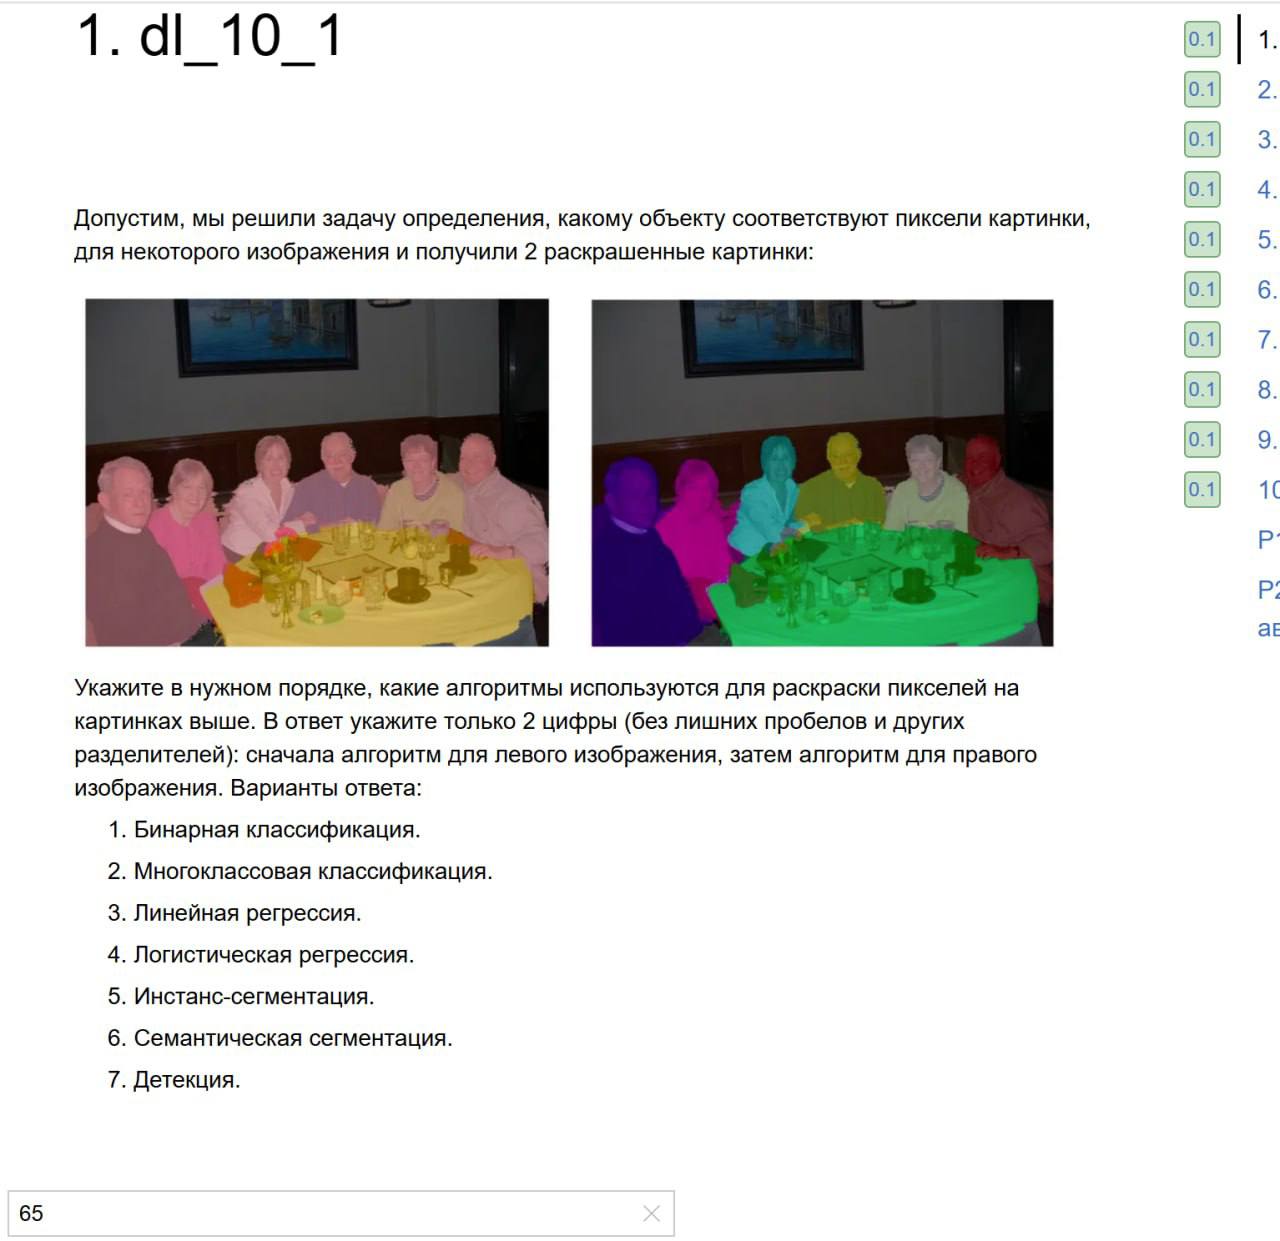 1. dl_10_1
Допустим, мы решили задачу определения, какому объекту соответствуют пиксели картинки,
для некоторого изображения и получили 2 раскрашенные картинки:
Укажите в нужном порядке, какие алгоритмы используются для раскраски пикселей на
картинках выше. В ответ укажите только 2 цифры (без лишних пробелов и других
разделителей): сначала алгоритм для левого изображения, затем алгоритм для правого
изображения. Варианты ответа:
1. Бинарная классификация.
2. Многоклассовая классификация.
3. Линейная регрессия.
4. Логистическая регрессия.
5. Инстанс-сегментация.
6. Семантическая сегментация.
7. Детекция.
65
0.1 1.
0.1 2.
0.1 3.
0.1 4.
0.1 5.
0.1 6.
0.1 7.
0.1 8.
0.1 9.
0.1 10
P1
P2
ав